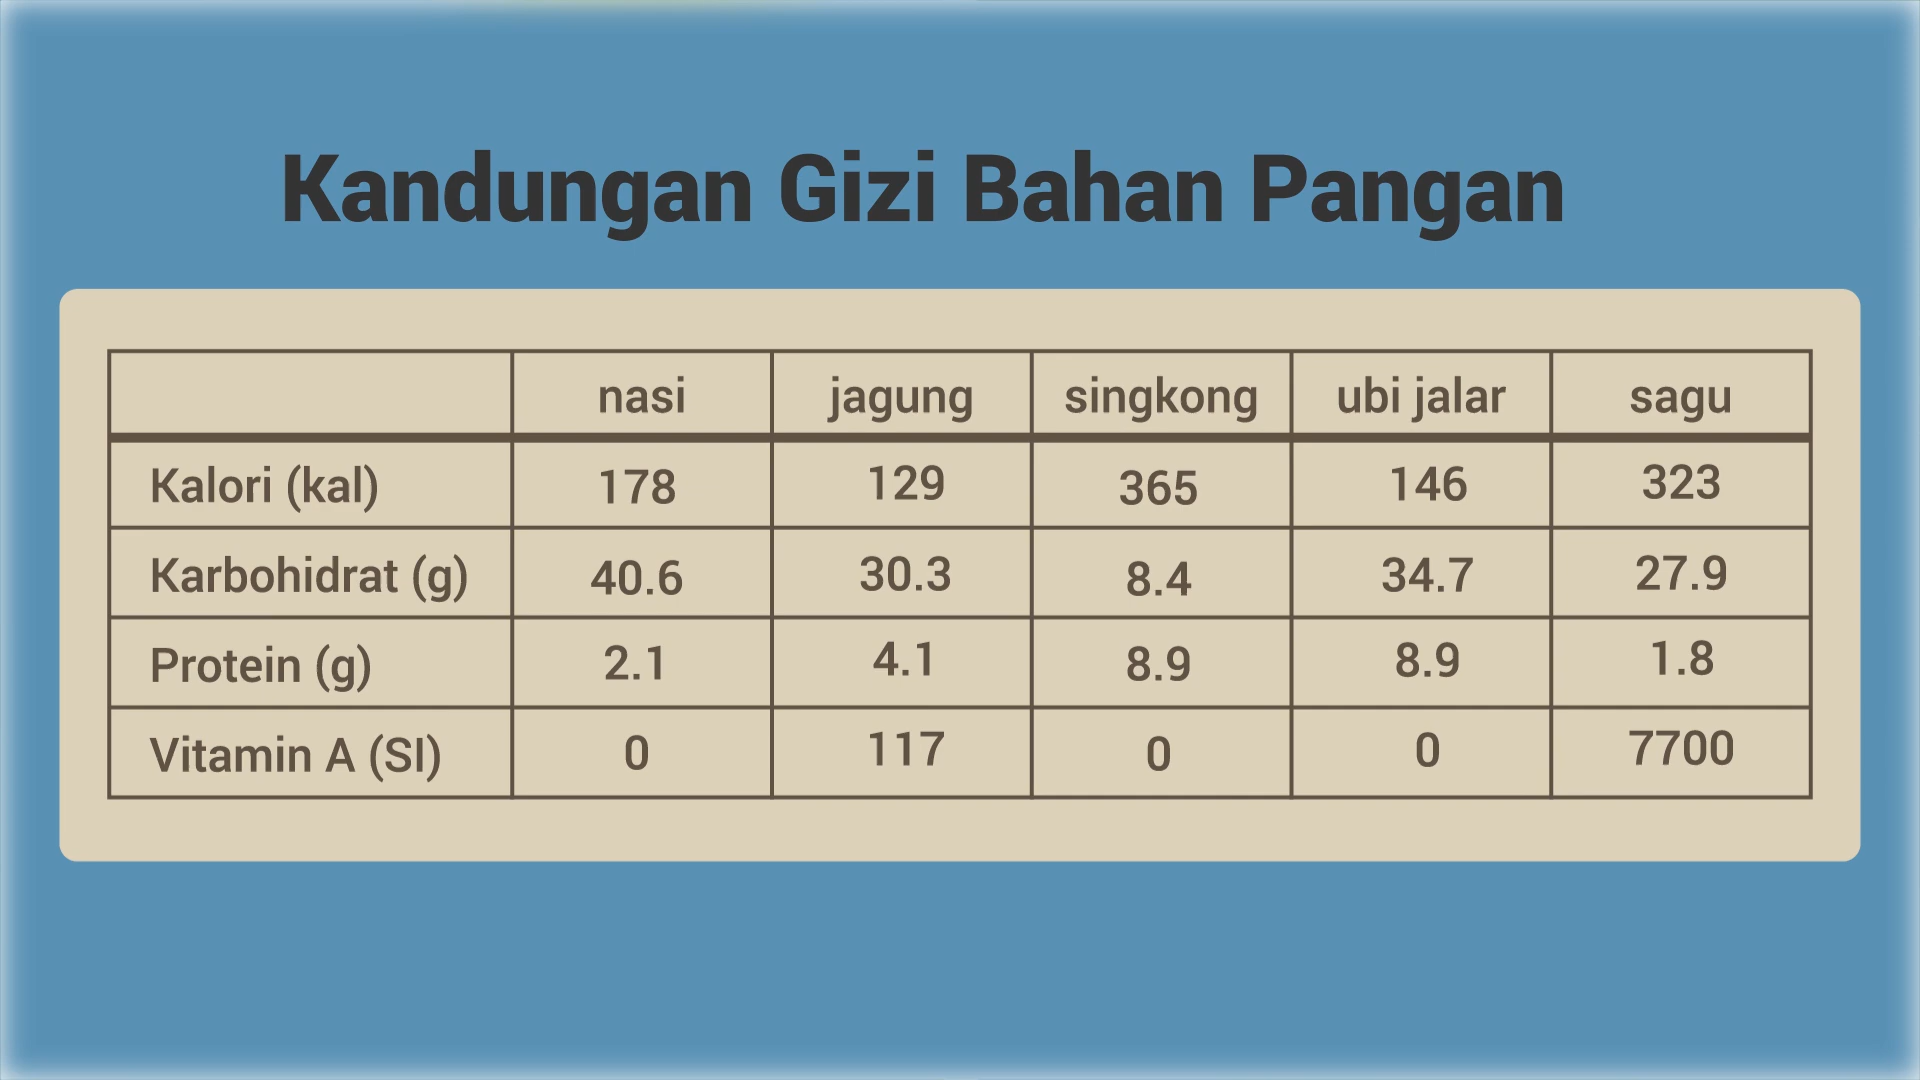 Kandungan Gizi Bahan Pangan
nasi jagung singkong ubi jalar sagu
Kalori (kal) 178 129 365 146 323
Karbohidrat (g) 40.6 30.3 8.4 34.7 27.9
Protein (g) 2.1 4.1 8.9 8.9 1.8
Vitamin A (SI) 0 117 0 0 7700